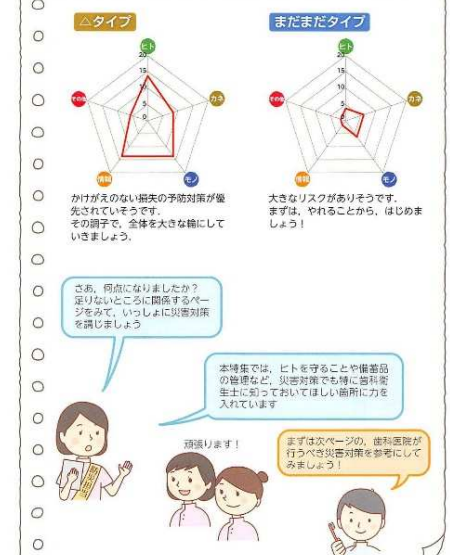 △タイプ
ヒト
20
15
10
5
0
カネ
モノ
情報
その他
かけがえのない損失の予防対策が優
先されていそうです．
その調子で，全体を大きな輪にして
いきましょう．
まだまだタイプ
ヒト
20
15
10
5
0
カネ
モノ
情報
その他
大きなリスクがありそうです．
まずは，やれることから，はじめま
しょう！
さあ，何点になりましたか？
足りないところに関係するペー
ジをみて，いっしょに災害対策
を講じましょう
本特集では，ヒトを守ることや備蓄品
の管理など，災害対策でも特に歯科衛
生士に知っておいてほしい箇所に力を
入れています
防災担当
頑張ります！
まずは次ページの，歯科医院が
行うべき災害対策を参考にして
みましょう！